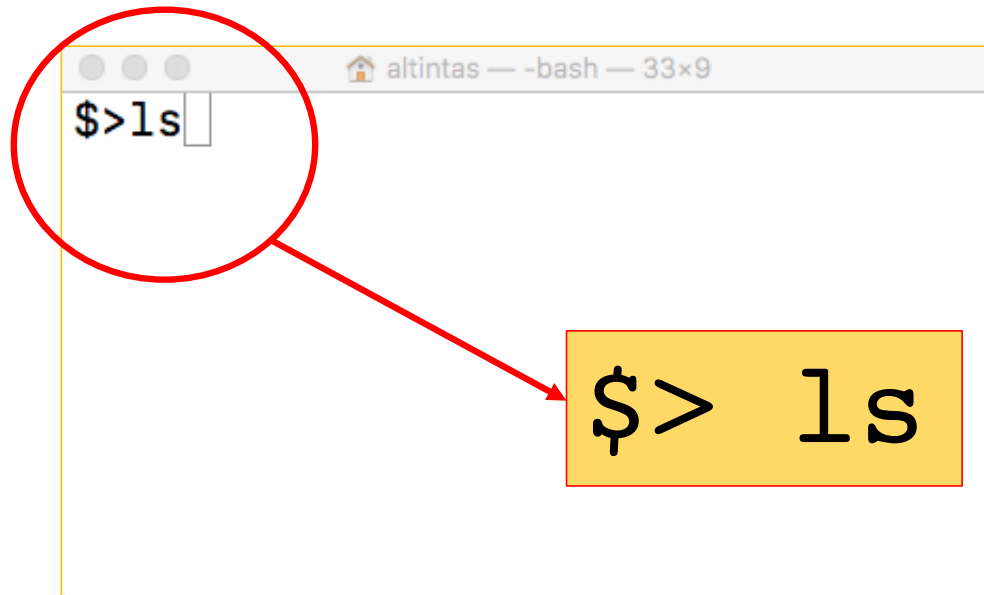 altintas — -bash — 33×9
$>ls
$> ls